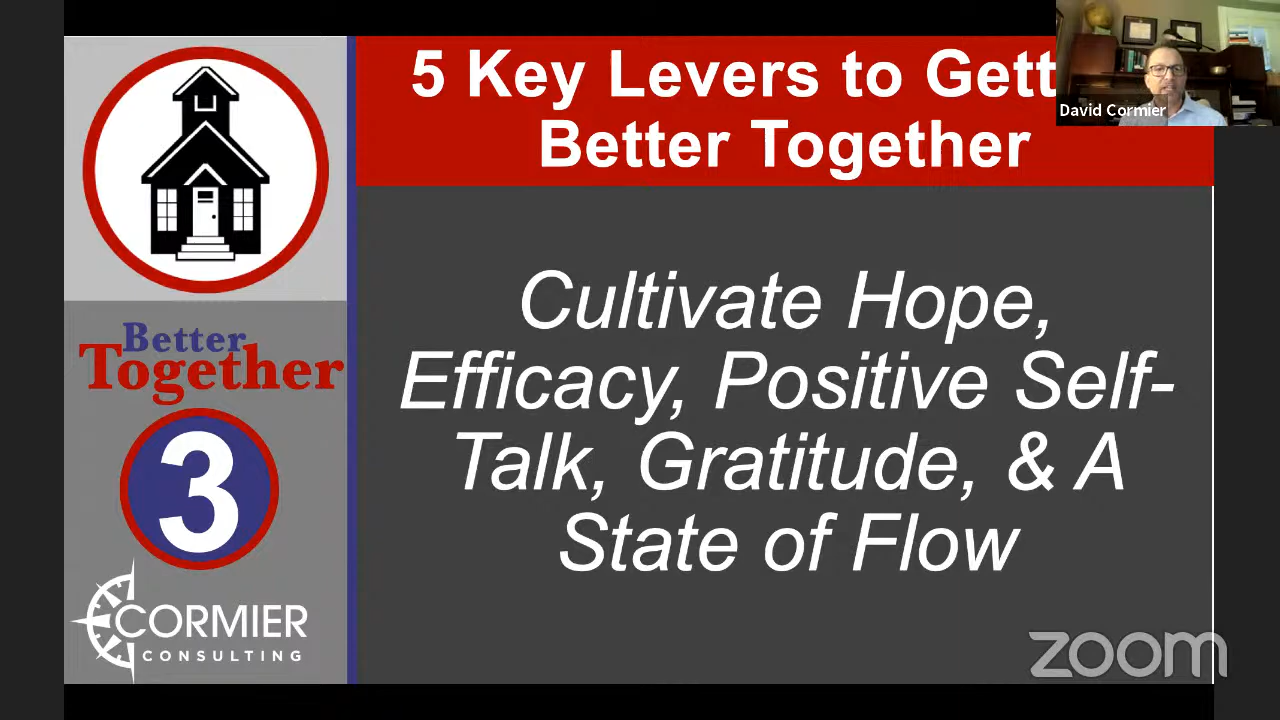 5 Key Levers to Gett
Better Together
David Cormier
Cultivate Hope,
Efficacy, Positive Self-
Talk, Gratitude, & A
State of Flow
Better
Together
3
CORMIER
CONSULTING
zoom